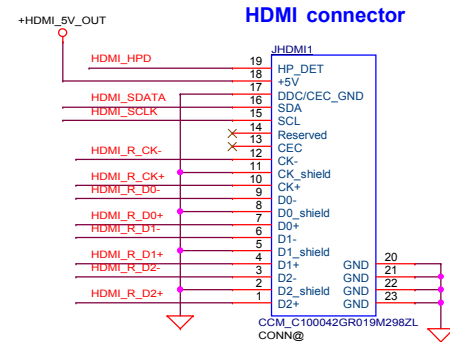 HDMI connector
+HDMI_5V_OUT
JHDMI1
HDMI_HPD 19 HP_DET
18 +5V
17 DDC/CEC_GND
HDMI_SDATA 16 SDA
HDMI_SCLK 15 SCL
14 Reserved
13 CEC
HDMI_R_CK- 12 CK-
11 CK_shield
HDMI_R_CK+ 10 CK+
HDMI_R_D0- 9 D0-
8 D0_shield
HDMI_R_D0+ 7 D0+
HDMI_R_D1- 6 D1-
5 D1_shield
HDMI_R_D1+ 4 D1+ GND 20
HDMI_R_D2- 3 D2- GND 21
2 D2_shield GND 22
HDMI_R_D2+ 1 D2+ GND 23
CCM_C100042GR019M298ZL
CONN@